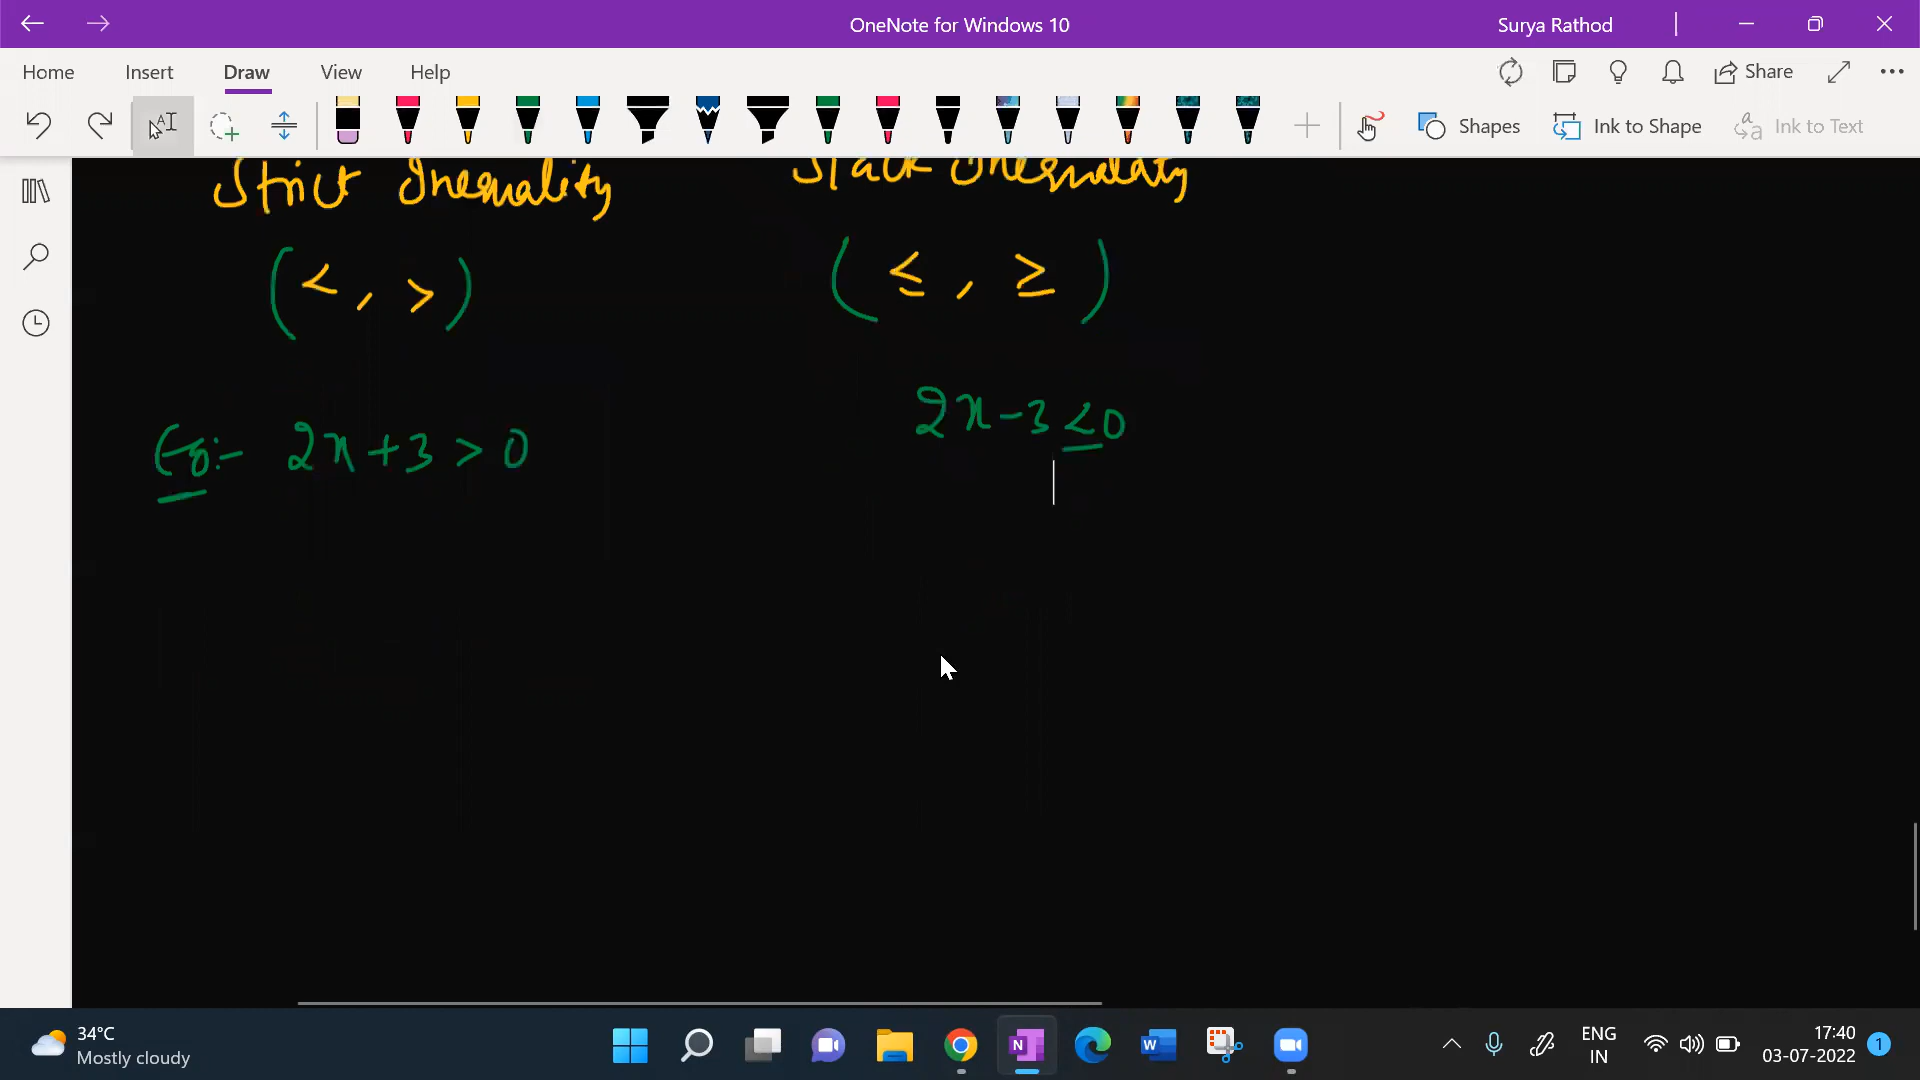 OneNote for Windows 10
Surya Rathod
Home Insert Draw View Help
Share
Shapes Ink to Shape Ink to Text
Strict Inequality
Slack Inequality
(<, >)
(≤, ≥)
Eg:- 2x+3 > 0
2x-3 ≤ 0
34°C
Mostly cloudy
ENG
IN
17:40
03-07-2022
1